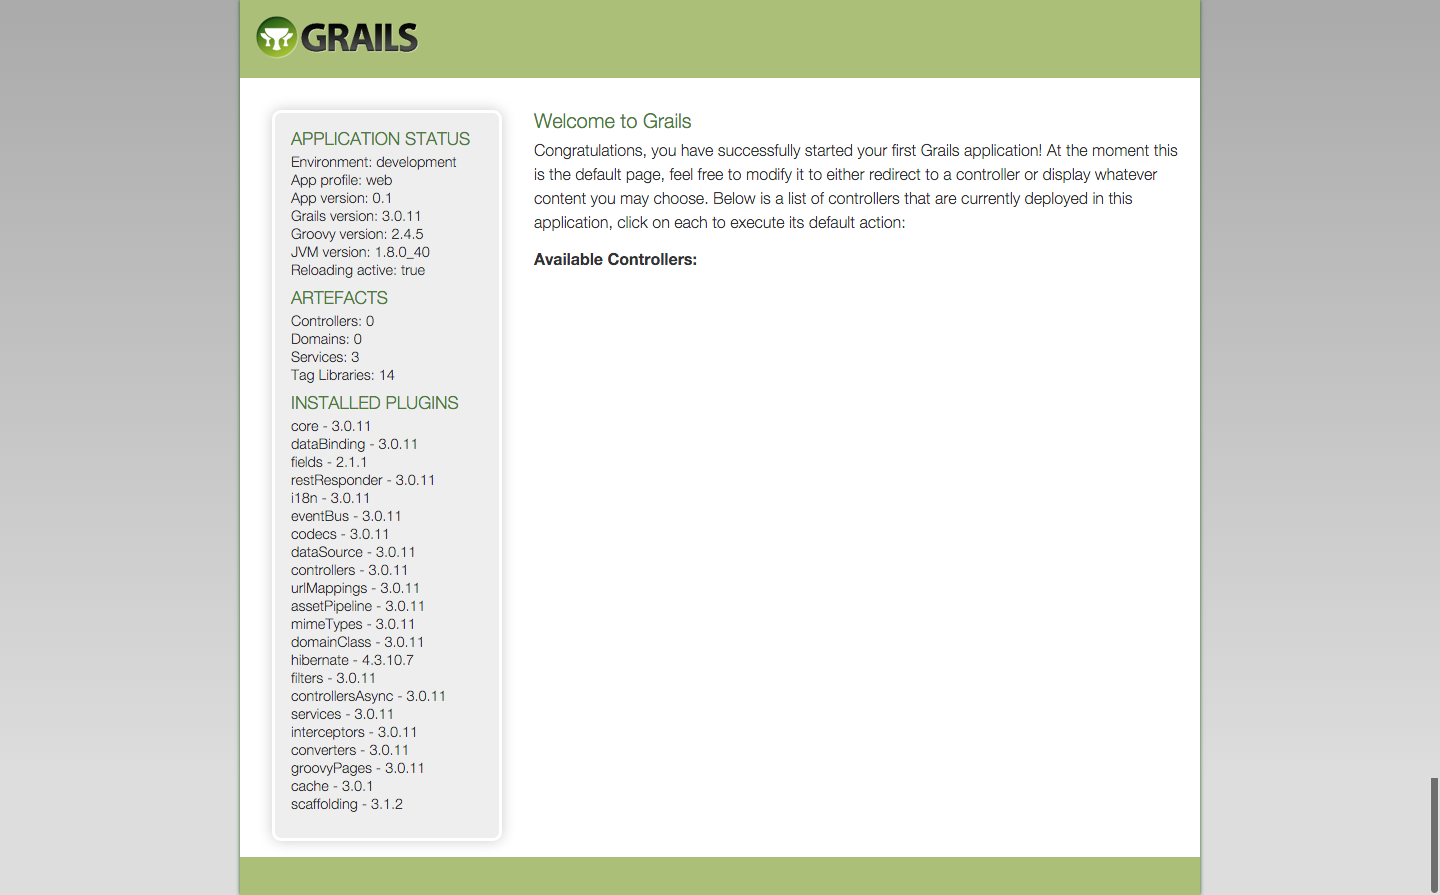 GRAILS
APPLICATION STATUS
Environment: development
App profile: web
App version: 0.1
Grails version: 3.0.11
Groovy version: 2.4.5
JVM version: 1.8.0_40
Reloading active: true
ARTEFACTS
Controllers: 0
Domains: 0
Services: 3
Tag Libraries: 14
INSTALLED PLUGINS
core - 3.0.11
dataBinding - 3.0.11
fields - 2.1.1
restResponder - 3.0.11
i18n - 3.0.11
eventBus - 3.0.11
codecs - 3.0.11
dataSource - 3.0.11
controllers - 3.0.11
urlMappings - 3.0.11
assetPipeline - 3.0.11
mimeTypes - 3.0.11
domainClass - 3.0.11
hibernate - 4.3.10.7
filters - 3.0.11
controllersAsync - 3.0.11
services - 3.0.11
interceptors - 3.0.11
converters - 3.0.11
groovyPages - 3.0.11
cache - 3.0.1
scaffolding - 3.1.2
Welcome to Grails
Congratulations, you have successfully started your first Grails application! At the moment this
is the default page, feel free to modify it to either redirect to a controller or display whatever
content you may choose. Below is a list of controllers that are currently deployed in this
application, click on each to execute its default action:
Available Controllers: